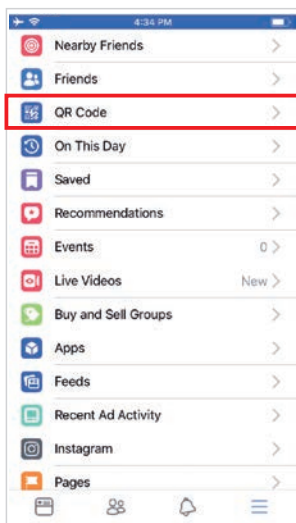 4:34 PM
Nearby Friends
Friends
QR Code
On This Day
Saved
Recommendations
Events 0
Live Videos New
Buy and Sell Groups
Apps
Feeds
Recent Ad Activity
Instagram
Pages